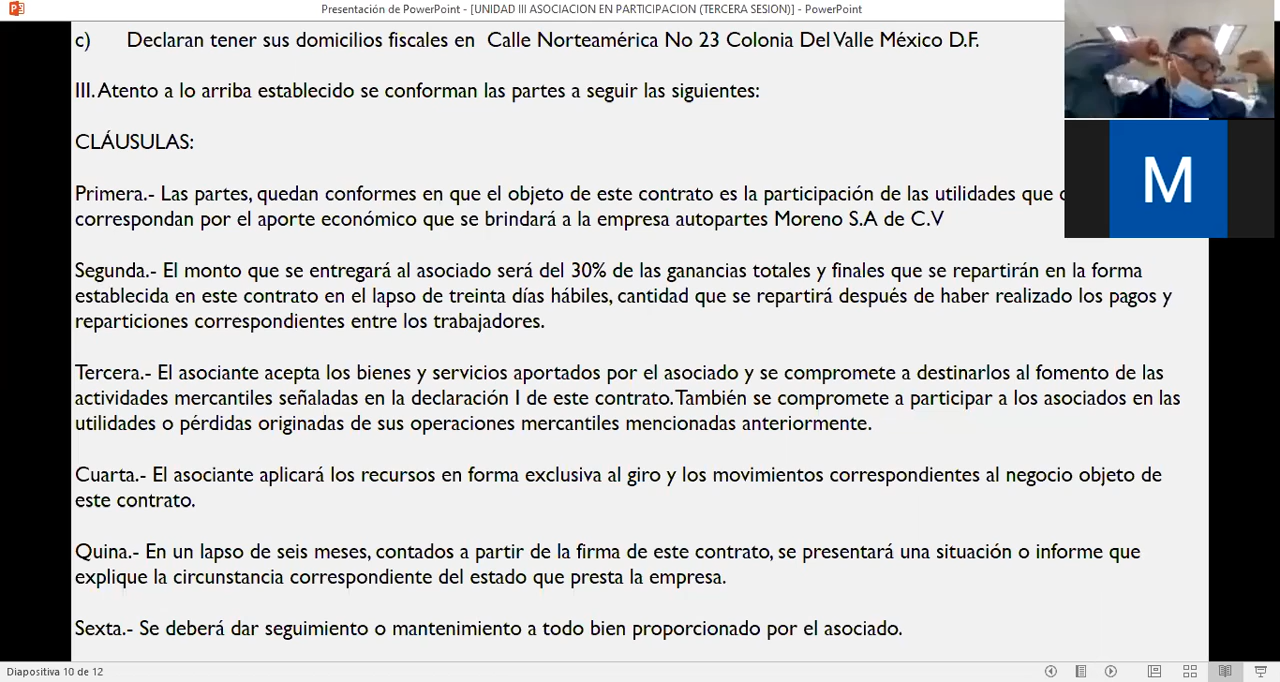 Presentación de PowerPoint - [UNIDAD III ASOCIACION EN PARTICIPACION (TERCERA SESION)] - PowerPoint
c) Declaran tener sus domicilios fiscales en Calle Norteamérica No 23 Colonia Del Valle México D.F.
III. Atento a lo arriba establecido se conforman las partes a seguir las siguientes:
CLÁUSULAS:
Primera.- Las partes, quedan conformes en que el objeto de este contrato es la participación de las utilidades que
correspondan por el aporte económico que se brindará a la empresa autopartes Moreno S.A de C.V
Segunda.- El monto que se entregará al asociado será del 30% de las ganancias totales y finales que se repartirán en la forma
establecida en este contrato en el lapso de treinta días hábiles, cantidad que se repartirá después de haber realizado los pagos y
reparticiones correspondientes entre los trabajadores.
Tercera.- El asociante acepta los bienes y servicios aportados por el asociado y se compromete a destinarlos al fomento de las
actividades mercantiles señaladas en la declaración I de este contrato. También se compromete a participar a los asociados en las
utilidades o pérdidas originadas de sus operaciones mercantiles mencionadas anteriormente.
Cuarta.- El asociante aplicará los recursos en forma exclusiva al giro y los movimientos correspondientes al negocio objeto de
este contrato.
Quina.- En un lapso de seis meses, contados a partir de la firma de este contrato, se presentará una situación o informe que
explique la circunstancia correspondiente del estado que presta la empresa.
Sexta.- Se deberá dar seguimiento o mantenimiento a todo bien proporcionado por el asociado.
M
Diapositiva 10 de 12